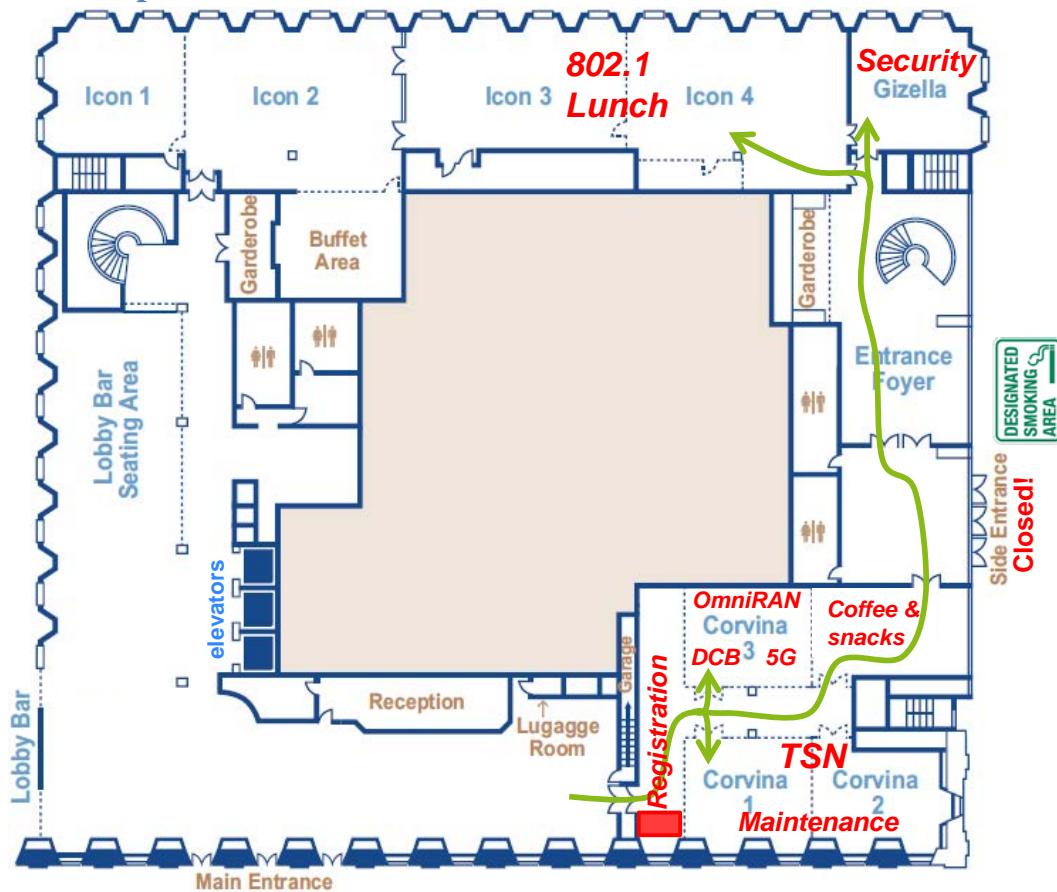 802.1
Lunch
Security
Gizella
Icon 1
Icon 2
Icon 3
Icon 4
Garderobe
Buffet
Area
Garderobe
Entrance
Foyer
DESIGNATED
SMOKING
AREA
Lobby Bar
Seating Area
Side Entrance
Closed!
elevators
OmniRAN
Corvina
3
DCB 5G
Coffee &
snacks
Garage
Reception
Lugagge
Room
Registration
TSN
Corvina
1
Corvina
2
Maintenance
Lobby Bar
Main Entrance